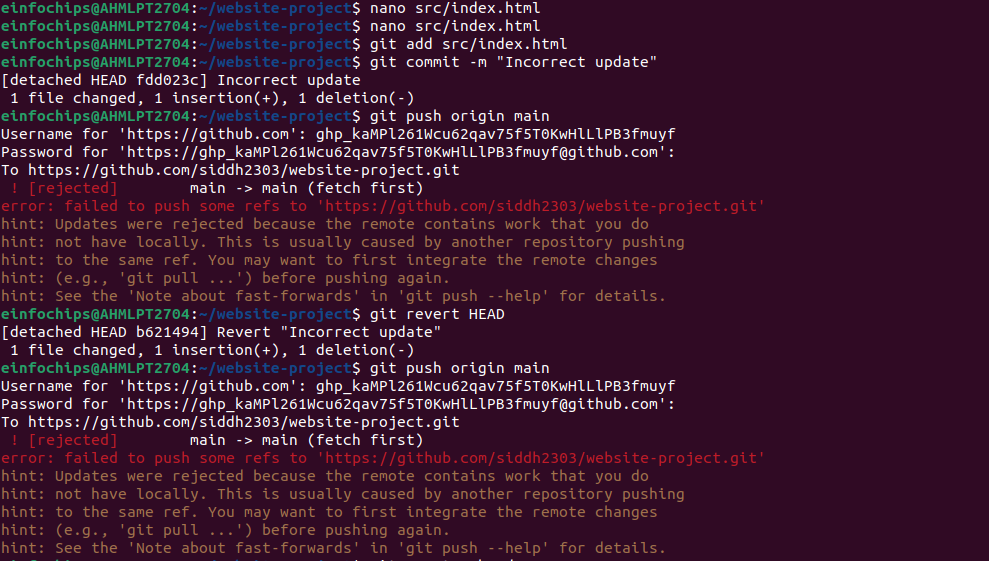 einfochips@AHMLPT2704:~/website-project$ nano src/index.html
einfochips@AHMLPT2704:~/website-project$ nano src/index.html
einfochips@AHMLPT2704:~/website-project$ git add src/index.html
einfochips@AHMLPT2704:~/website-project$ git commit -m "Incorrect update"
[detached HEAD fdd023c] Incorrect update
 1 file changed, 1 insertion(+), 1 deletion(-)
einfochips@AHMLPT2704:~/website-project$ git push origin main
Username for 'https://github.com': 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
Password for 'https://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@github.com':
To https://github.com/siddh2303/website-project.git
 ! [rejected]        main -> main (fetch first)
error: failed to push some refs to 'https://github.com/siddh2303/website-project.git'
hint: Updates were rejected because the remote contains work that you do
hint: not have locally. This is usually caused by another repository pushing
hint: to the same ref. You may want to first integrate the remote changes
hint: (e.g., 'git pull ...') before pushing again.
hint: See the 'Note about fast-forwards' in 'git push --help' for details.
einfochips@AHMLPT2704:~/website-project$ git revert HEAD
[detached HEAD b621494] Revert "Incorrect update"
 1 file changed, 1 insertion(+), 1 deletion(-)
einfochips@AHMLPT2704:~/website-project$ git push origin main
Username for 'https://github.com': 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
Password for 'https://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@github.com':
To https://github.com/siddh2303/website-project.git
 ! [rejected]        main -> main (fetch first)
error: failed to push some refs to 'https://github.com/siddh2303/website-project.git'
hint: Updates were rejected because the remote contains work that you do
hint: not have locally. This is usually caused by another repository pushing
hint: to the same ref. You may want to first integrate the remote changes
hint: (e.g., 'git pull ...') before pushing again.
hint: See the 'Note about fast-forwards' in 'git push --help' for details.